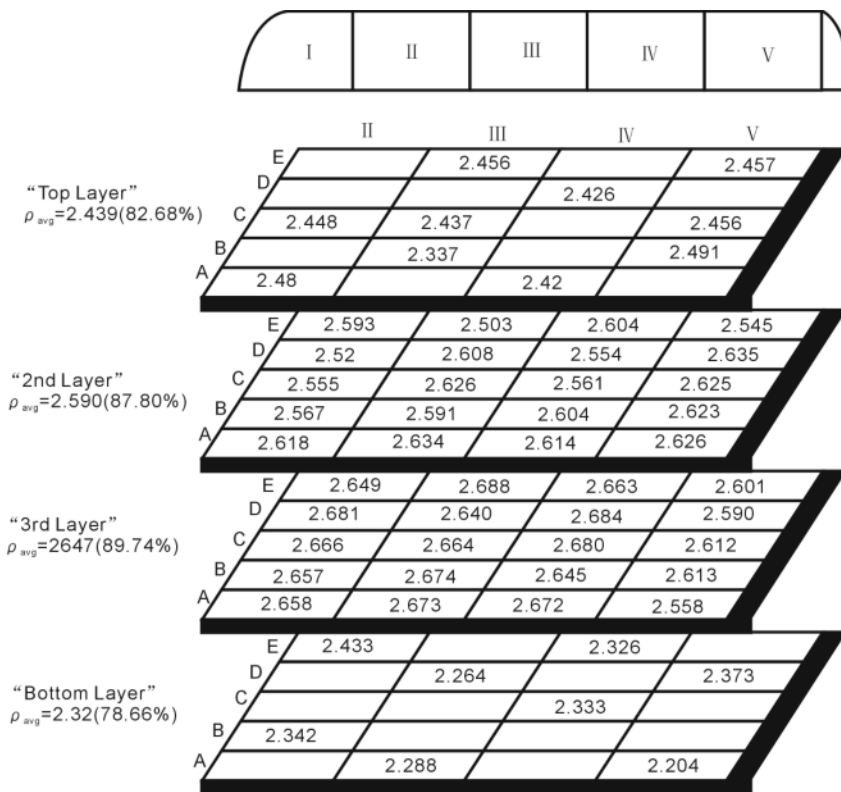 Ⅰ Ⅱ Ⅲ Ⅳ Ⅴ
Ⅱ Ⅲ Ⅳ Ⅴ
“Top Layer”
ρ avg=2.439(82.68%)
E 2.456 2.457
D 2.426
C 2.448 2.437 2.456
B 2.337 2.491
A 2.48 2.42
“2nd Layer”
ρ avg=2.590(87.80%)
E 2.593 2.503 2.604 2.545
D 2.52 2.608 2.554 2.635
C 2.555 2.626 2.561 2.625
B 2.567 2.591 2.604 2.623
A 2.618 2.634 2.614 2.626
“3rd Layer”
ρ avg=2647(89.74%)
E 2.649 2.688 2.663 2.601
D 2.681 2.640 2.684 2.590
C 2.666 2.664 2.680 2.612
B 2.657 2.674 2.645 2.613
A 2.658 2.673 2.672 2.558
“Bottom Layer”
ρ avg=2.32(78.66%)
E 2.433 2.326
D 2.264 2.373
C 2.333
B 2.342
A 2.288 2.204